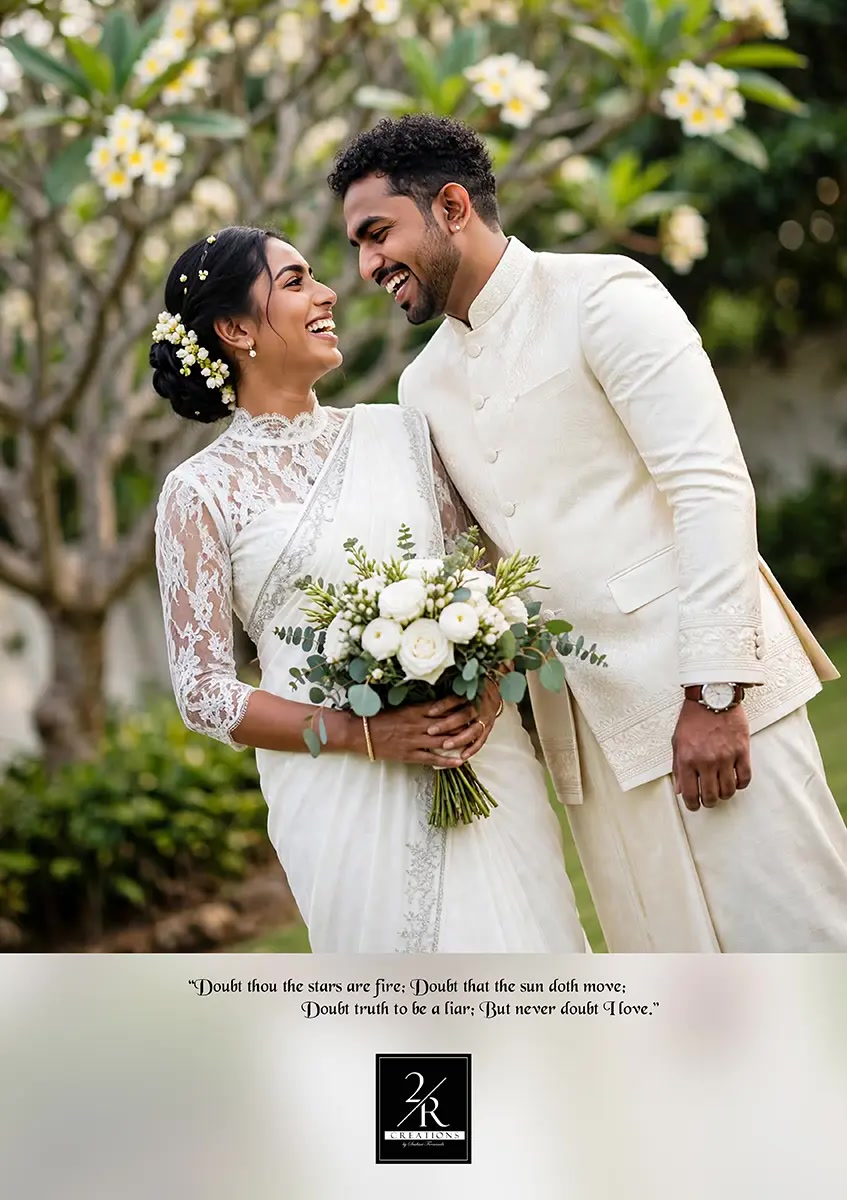 “Doubt thou the stars are fire; Doubt that the sun doth move;
Doubt truth to be a liar; But never doubt I love.”
2/R
CREATIONS